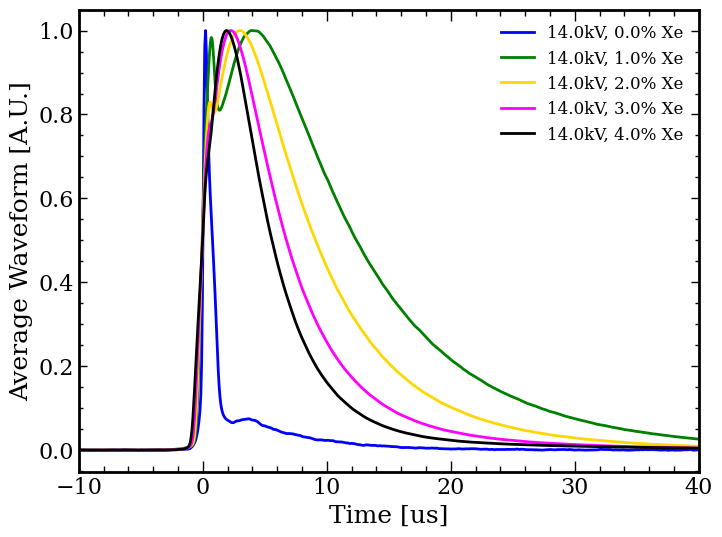 1.0
0.8
0.6
0.4
0.2
0.0
Average Waveform [A.U.]
14.0kV, 0.0% Xe
14.0kV, 1.0% Xe
14.0kV, 2.0% Xe
14.0kV, 3.0% Xe
14.0kV, 4.0% Xe
−10 0 10 20 30 40
Time [us]